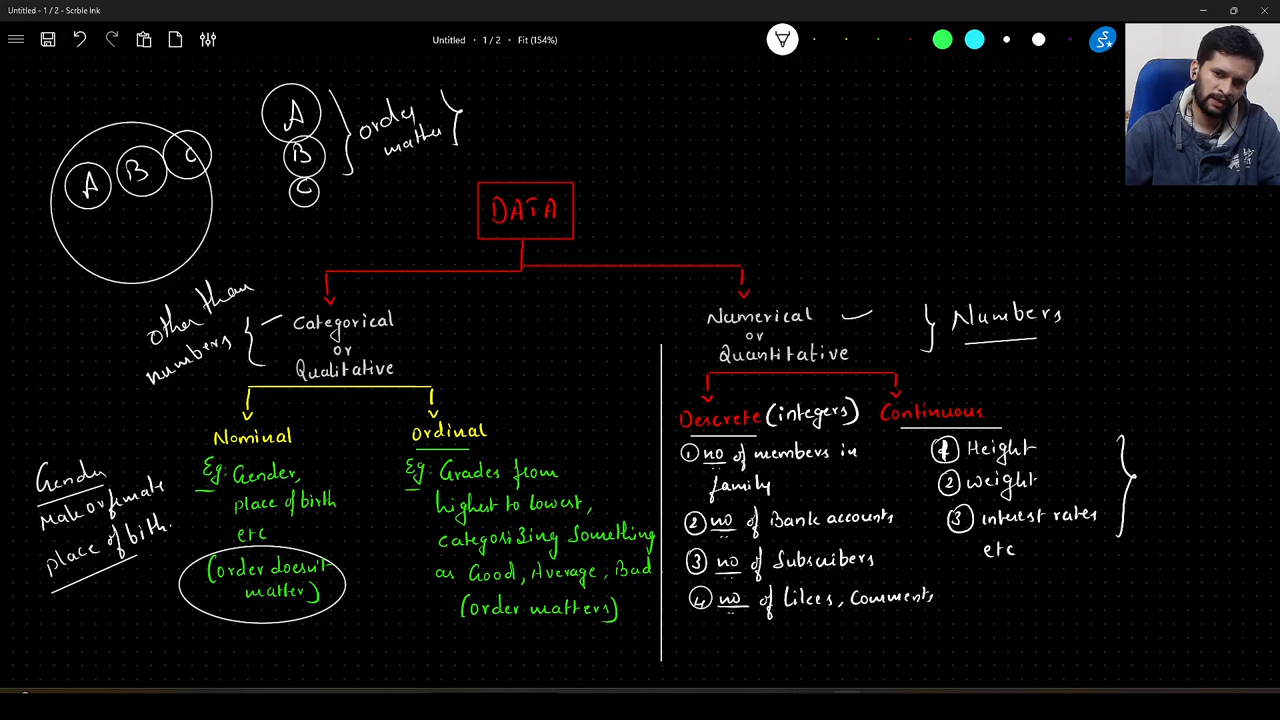 Untitled - 1 / 2 - Scrble Ink
Untitled • 1 / 2 • Fit (154%)
A
B
C
A
B
C
order
matter
DATA
other than
numbers
Categorical
or
Qualitative
Numerical
or
Quantitative
Numbers
Nominal
Eg: Gender,
place of birth
etc
(order doesn't
matter)
Ordinal
Eg: Grades from
highest to lowest,
categorizing something
as Good, Average, Bad
(order matters)
Gender
Male or female
place of birth.
Descrete (integers)
① no of members in
family
② no of Bank accounts
③ no of Subscribers
④ no of Likes, Comments
Continuous
① Height
② weight
③ interest rates
etc